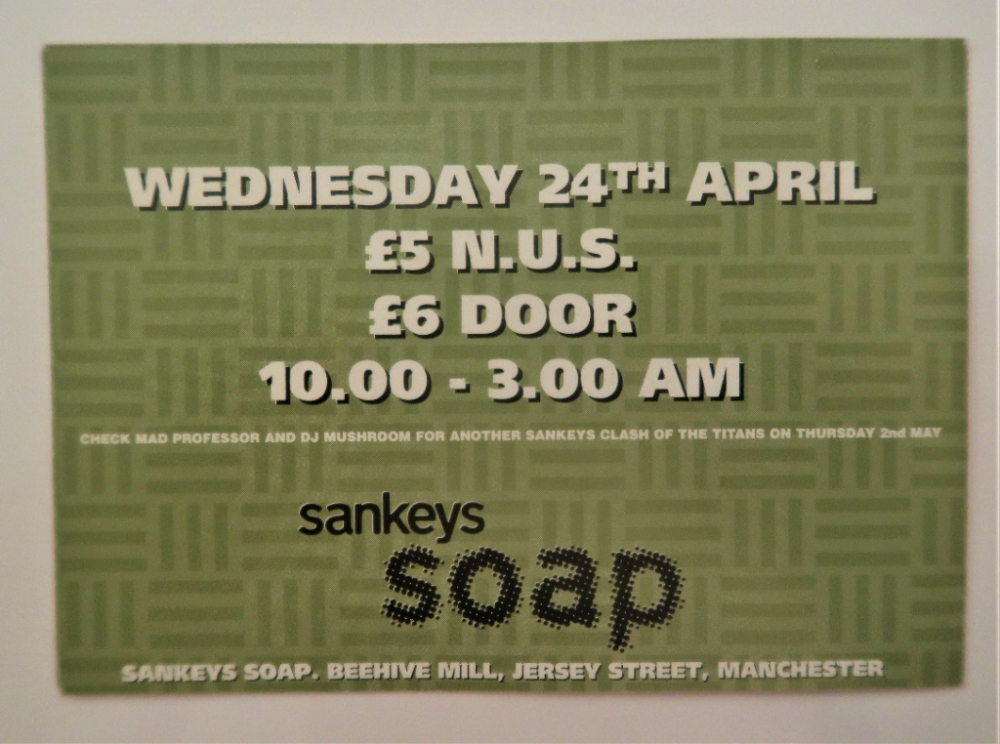 WEDNESDAY 24TH APRIL
£5 N.U.S.
£6 DOOR
10.00 - 3.00 AM
CHECK MAD PROFESSOR AND DJ MUSHROOM FOR ANOTHER SANKEYS CLASH OF THE TITANS ON THURSDAY 2nd MAY
sankeys
soap
SANKEYS SOAP. BEEHIVE MILL, JERSEY STREET, MANCHESTER